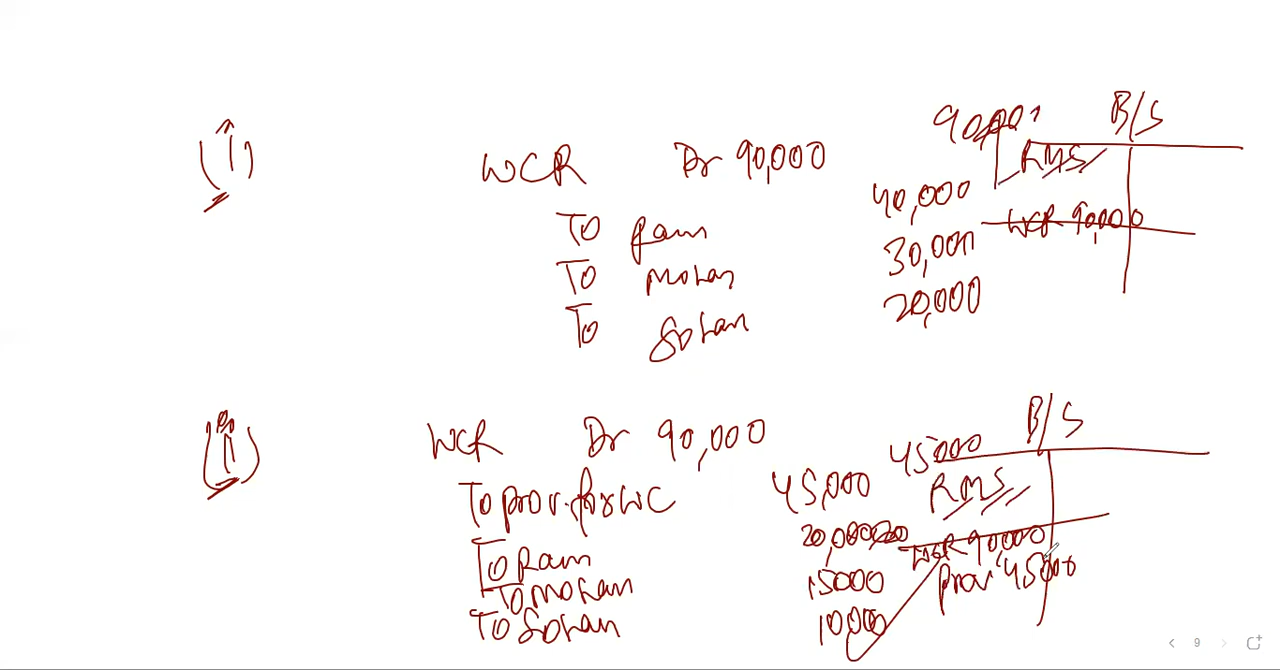 (i)
WCR Dr 90,000
To Ram 40,000
To Mohan 30,000
To Sohan 20,000
B/S
90,000
RMS
WCR 90,000
(ii)
WCR Dr 90,000
To prov. for WC 45,000
To Ram 20,000
To Mohan 15000
To Sohan 10000
B/S
45000
RMS
WCR 90,000
prov 45000
9